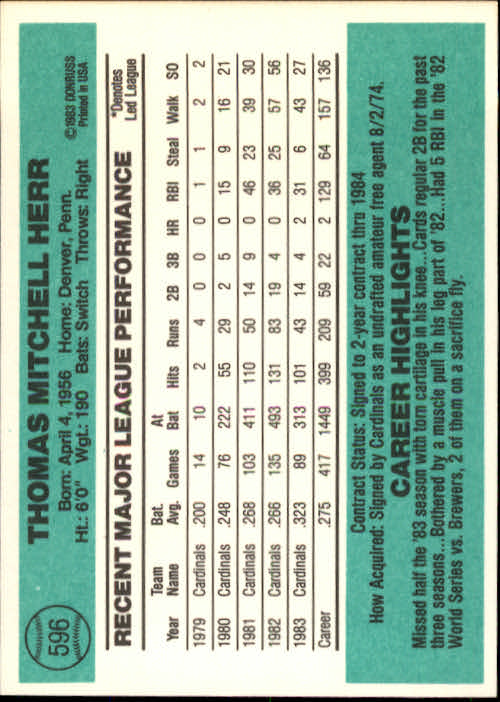 596
THOMAS MITCHELL HERR
Born: April 4, 1956 Home: Denver, Penn.
Ht.: 6'0" Wgt.: 190 Bats: Switch Throws: Right
©1983 DONRUSS
Printed in USA
RECENT MAJOR LEAGUE PERFORMANCE
*Denotes
Led League
Year Team Name Bat. Avg. Games At Bat Hits Runs 2B 3B HR RBI Steal Walk SO
1979 Cardinals .200 14 10 2 4 0 0 0 1 1 2 2
1980 Cardinals .248 76 222 55 29 2 5 0 15 9 16 21
1981 Cardinals .268 103 411 110 50 14 9 0 46 23 39 30
1982 Cardinals .266 135 493 131 83 19 4 0 36 25 57 56
1983 Cardinals .323 89 313 101 43 14 4 2 31 6 43 27
Career .275 417 1449 399 209 59 22 2 129 64 157 136
Contract Status: Signed to 2-year contract thru 1984
How Acquired: Signed by Cardinals as an undrafted amateur free agent 8/2/74.
CAREER HIGHLIGHTS
Missed half the '83 season with torn cartilage in his knee...Cards regular 2B for the past
three seasons...Bothered by a muscle pull in his leg part of '82...Had 5 RBI in the '82
World Series vs. Brewers, 2 of them on a sacrifice fly.